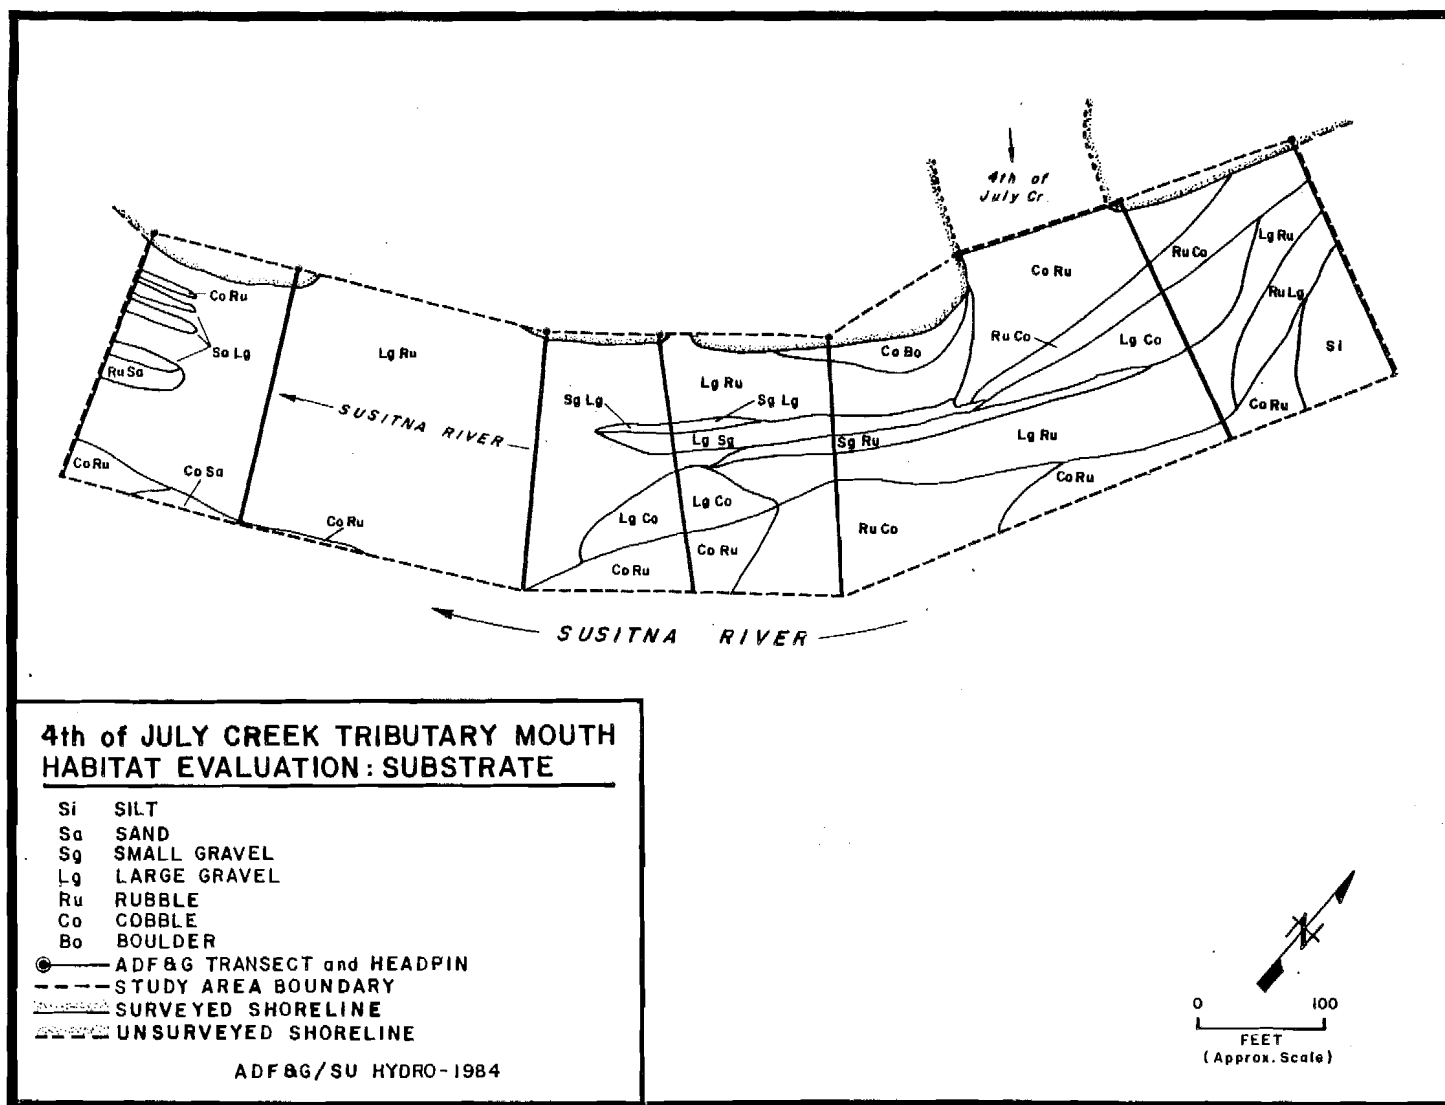 4th of
July Cr.
Co Ru
Ru Co
Lg Ru
Ru Lg
Si
Co Ru
Ru Co
Lg Co
Co Bo
Co Ru
Sa Lg
Ru Sa
Lg Ru
SUSITNA RIVER
Lg Ru
Sg Lg
Sg Lg
Lg Sg
Sg Ru
Lg Ru
Co Ru
Co Ru
Co Sa
Co Ru
Lg Co
Lg Co
Ru Co
Co Ru
Co Ru
SUSITNA RIVER
4th of JULY CREEK TRIBUTARY MOUTH
HABITAT EVALUATION: SUBSTRATE
Si SILT
Sa SAND
Sg SMALL GRAVEL
Lg LARGE GRAVEL
Ru RUBBLE
Co COBBLE
Bo BOULDER
ADF&G TRANSECT and HEADPIN
STUDY AREA BOUNDARY
SURVEYED SHORELINE
UNSURVEYED SHORELINE
ADF&G/SU HYDRO-1984
N
0 100
FEET
(Approx. Scale)